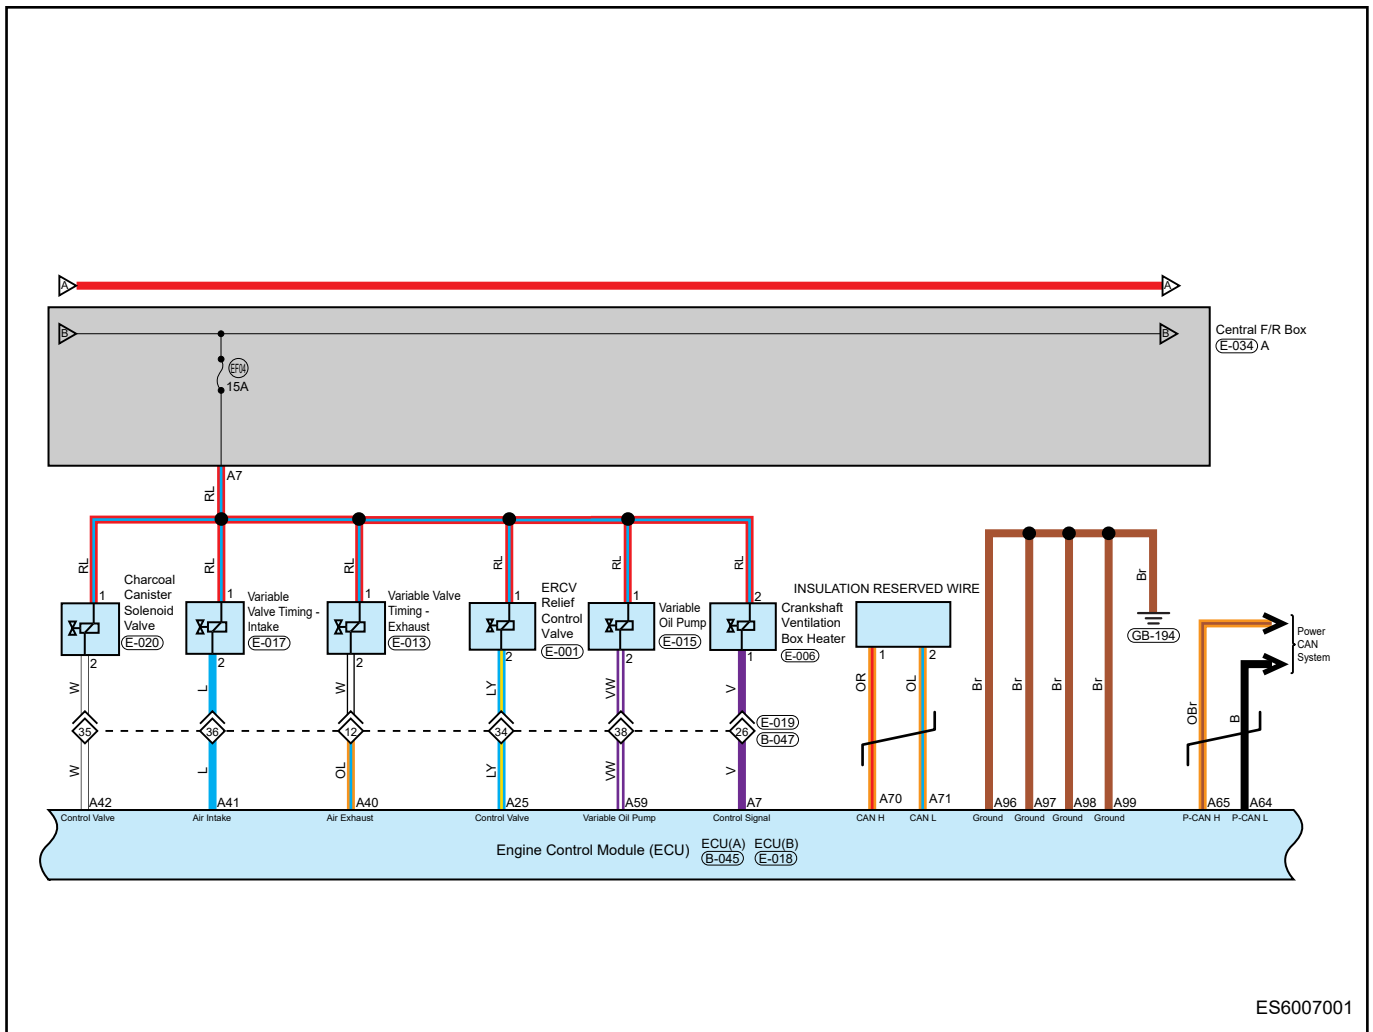 A A
B B
Central F/R Box
E-034 A
EF04
15A
A7
RL
RL RL RL RL RL RL
1 1 1 1 1 2
Charcoal
Canister
Solenoid
Valve
E-020
Variable
Valve Timing -
Intake
E-017
Variable Valve
Timing -
Exhaust
E-013
ERCV
Relief
Control
Valve
E-001
Variable
Oil Pump
E-015
Crankshaft
Ventilation
Box Heater
E-006
INSULATION RESERVED WIRE
2 2 2 2 2 1
1 2
Br
GB-194
Power
CAN
System
W L W LY VW V
OR OL
Br Br Br Br
OBr B
35 36 12 34 38 26
E-019
B-047
W L OL LY VW V
A42 A41 A40 A25 A59 A7 A70 A71 A96 A97 A98 A99 A65 A64
Control Valve Air Intake Air Exhaust Control Valve Variable Oil Pump Control Signal CAN H CAN L Ground Ground Ground Ground P-CAN H P-CAN L
Engine Control Module (ECU)
ECU(A) ECU(B)
B-045 E-018
ES6007001